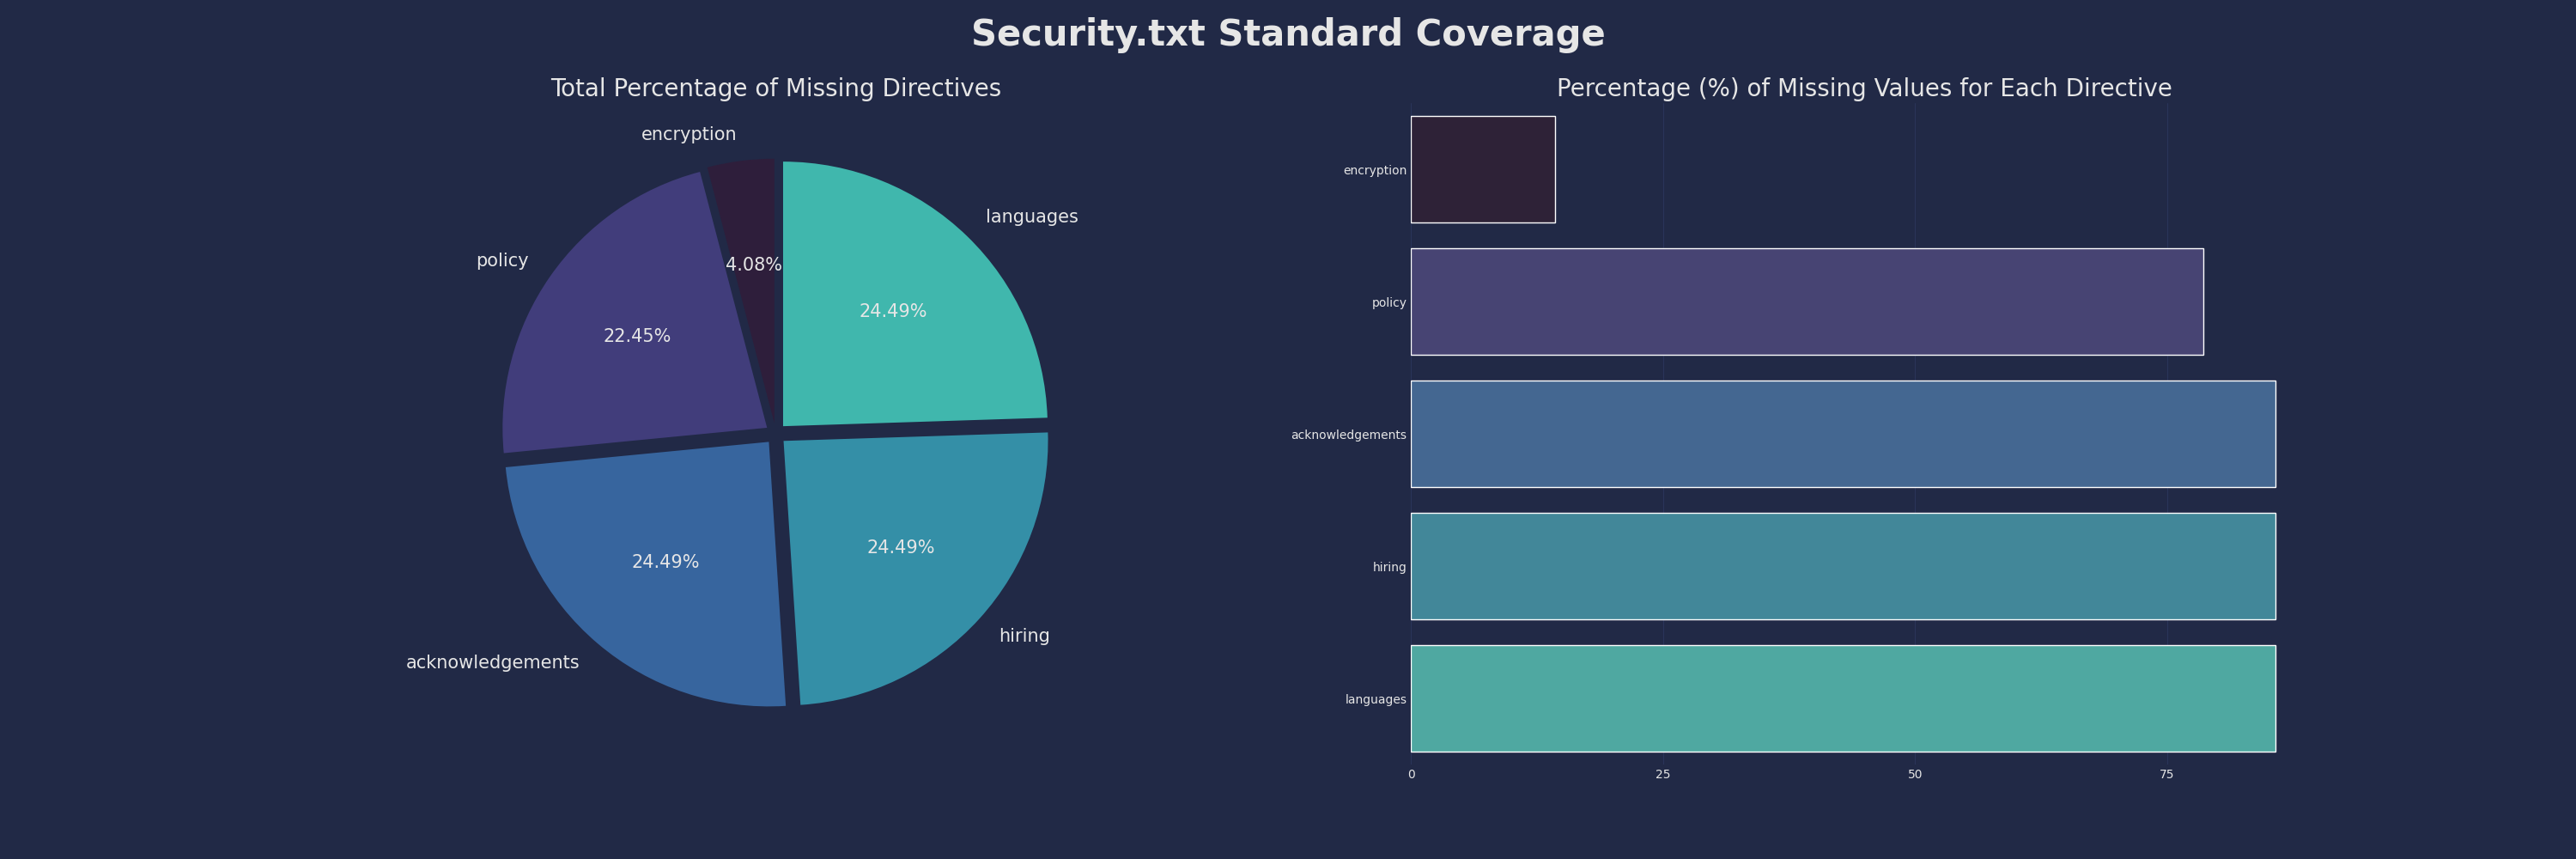 Security.txt Standard Coverage
Total Percentage of Missing Directives
encryption
languages
policy
4.08%
24.49%
22.45%
24.49%
24.49%
hiring
acknowledgements
Percentage (%) of Missing Values for Each Directive
encryption
policy
acknowledgements
hiring
languages
0 25 50 75